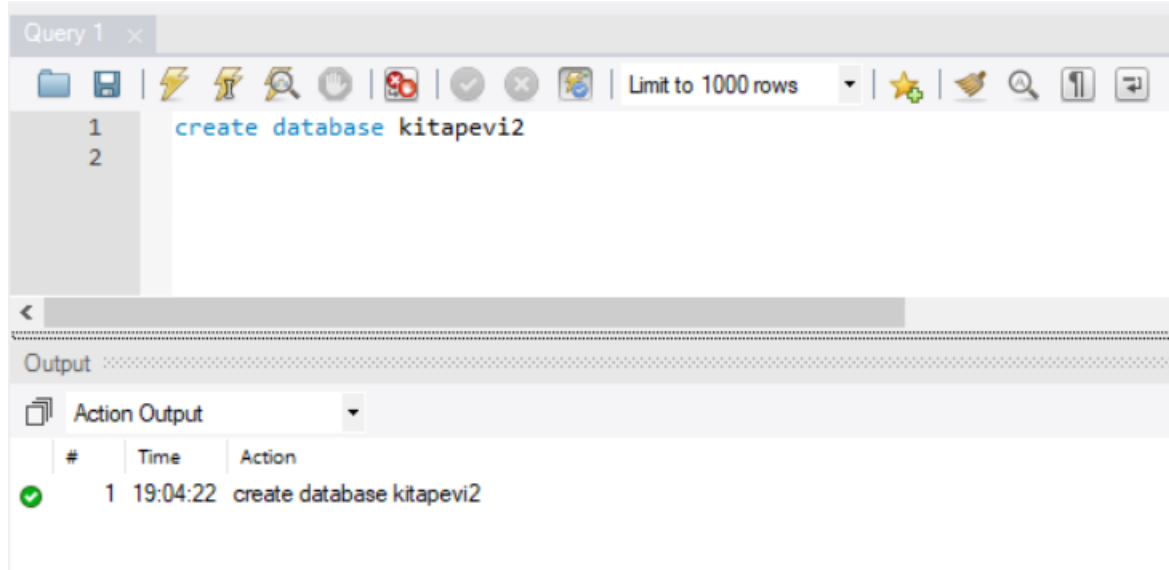 Query 1
Limit to 1000 rows
1 create database kitapevi2
2
Output
Action Output
# Time Action
1 19:04:22 create database kitapevi2